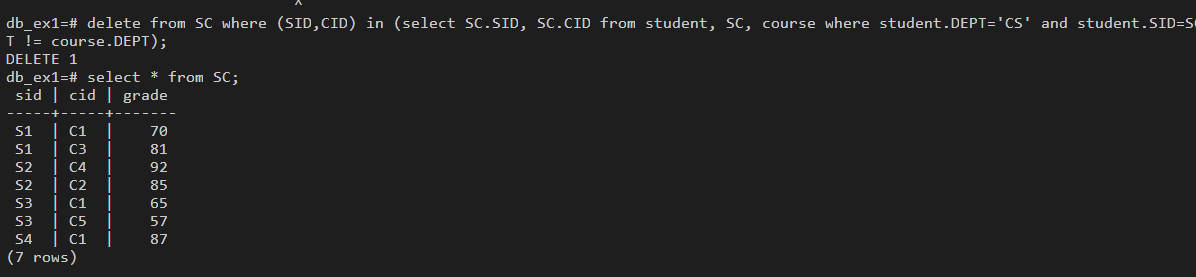 ^
db_ex1=# delete from SC where (SID,CID) in (select SC.SID, SC.CID from student, SC, course where student.DEPT='CS' and student.SID=S
T != course.DEPT);
DELETE 1
db_ex1=# select * from SC;
 sid | cid | grade
-----+-----+-------
 S1  | C1  |    70
 S1  | C3  |    81
 S2  | C4  |    92
 S2  | C2  |    85
 S3  | C1  |    65
 S3  | C5  |    57
 S4  | C1  |    87
(7 rows)